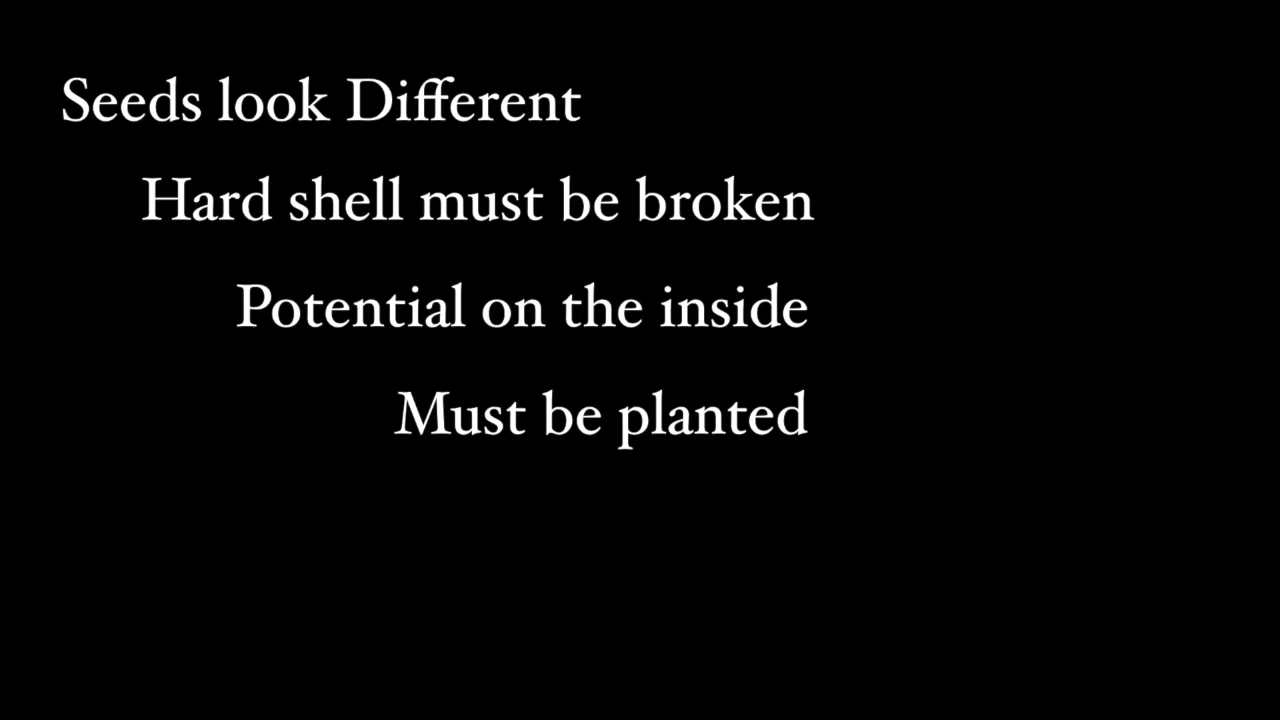 Seeds look Different
Hard shell must be broken
Potential on the inside
Must be planted